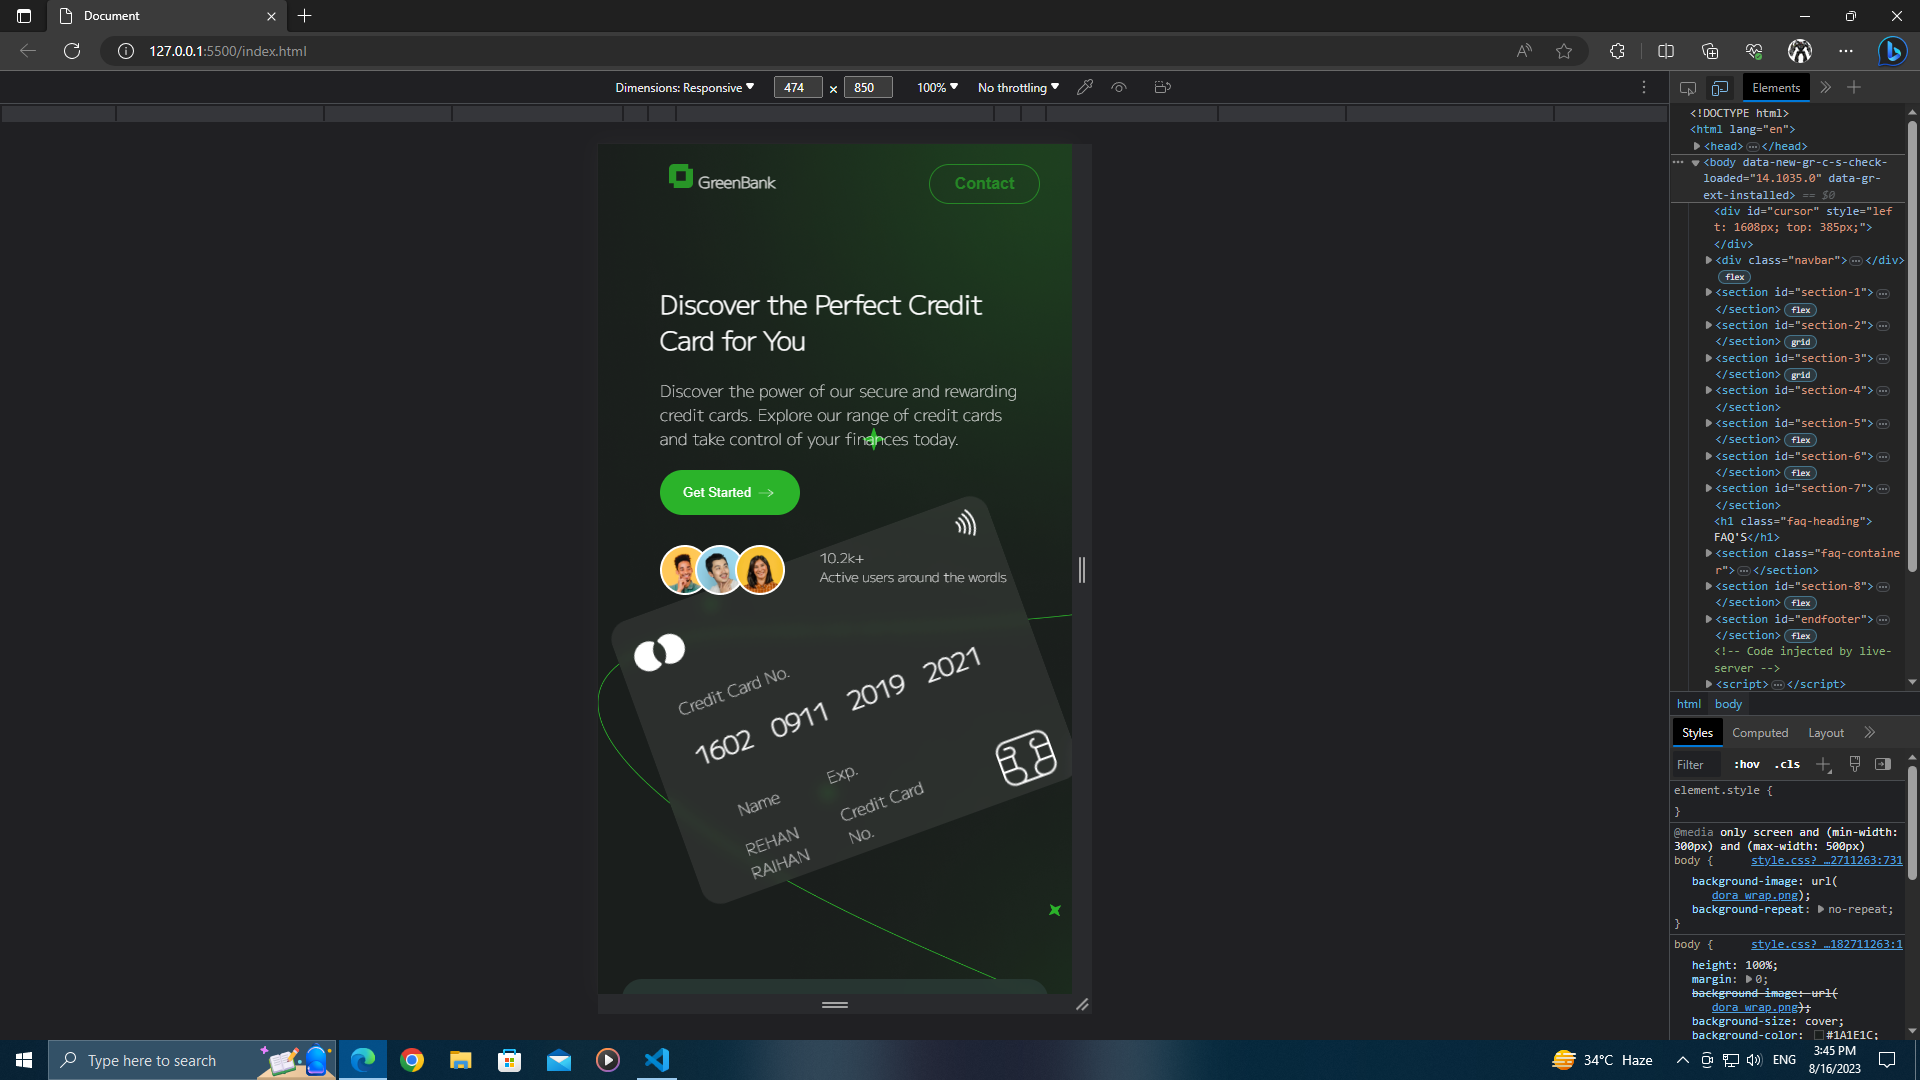 Document
127.0.0.1:5500/index.html
Dimensions: Responsive
474
×
850
100%
No throttling
Elements
GreenBank
Contact
Discover the Perfect Credit
Card for You
Discover the power of our secure and rewarding
credit cards. Explore our range of credit cards
and take control of your finances today.
Get Started
10.2k+
Active users around the wordls
Credit Card No.
1602 0911 2019 2021
Name
Exp.
REHAN
RAIHAN
Credit Card
No.
<!DOCTYPE html>
<html lang="en">
<head> ⋯ </head>
<body data-new-gr-c-s-check-
loaded="14.1035.0" data-gr-
ext-installed> == $0
<div id="cursor" style="lef
t: 1608px; top: 385px;">
</div>
<div class="navbar"> ⋯ </div>
flex
<section id="section-1"> ⋯
</section> flex
<section id="section-2"> ⋯
</section> grid
<section id="section-3"> ⋯
</section> grid
<section id="section-4"> ⋯
</section>
<section id="section-5"> ⋯
</section> flex
<section id="section-6"> ⋯
</section> flex
<section id="section-7"> ⋯
</section>
<h1 class="faq-heading">
FAQ'S</h1>
<section class="faq-containe
r"> ⋯ </section>
<section id="section-8"> ⋯
</section> flex
<section id="endfooter"> ⋯
</section> flex
<!-- Code injected by live-
server -->
<script> ⋯ </script>
html body
Styles Computed Layout
Filter :hov .cls
element.style {
}
@media only screen and (min-width:
300px) and (max-width: 500px)
body { style.css? …2711263:731
background-image: url(
dora wrap.png);
background-repeat: no-repeat;
}
body { style.css? …182711263:1
height: 100%;
margin: 0;
background-image: url(
dora wrap.png);
background-size: cover;
background-color: #1A1E1C;
Type here to search
34°C Haze
ENG
3:45 PM
8/16/2023